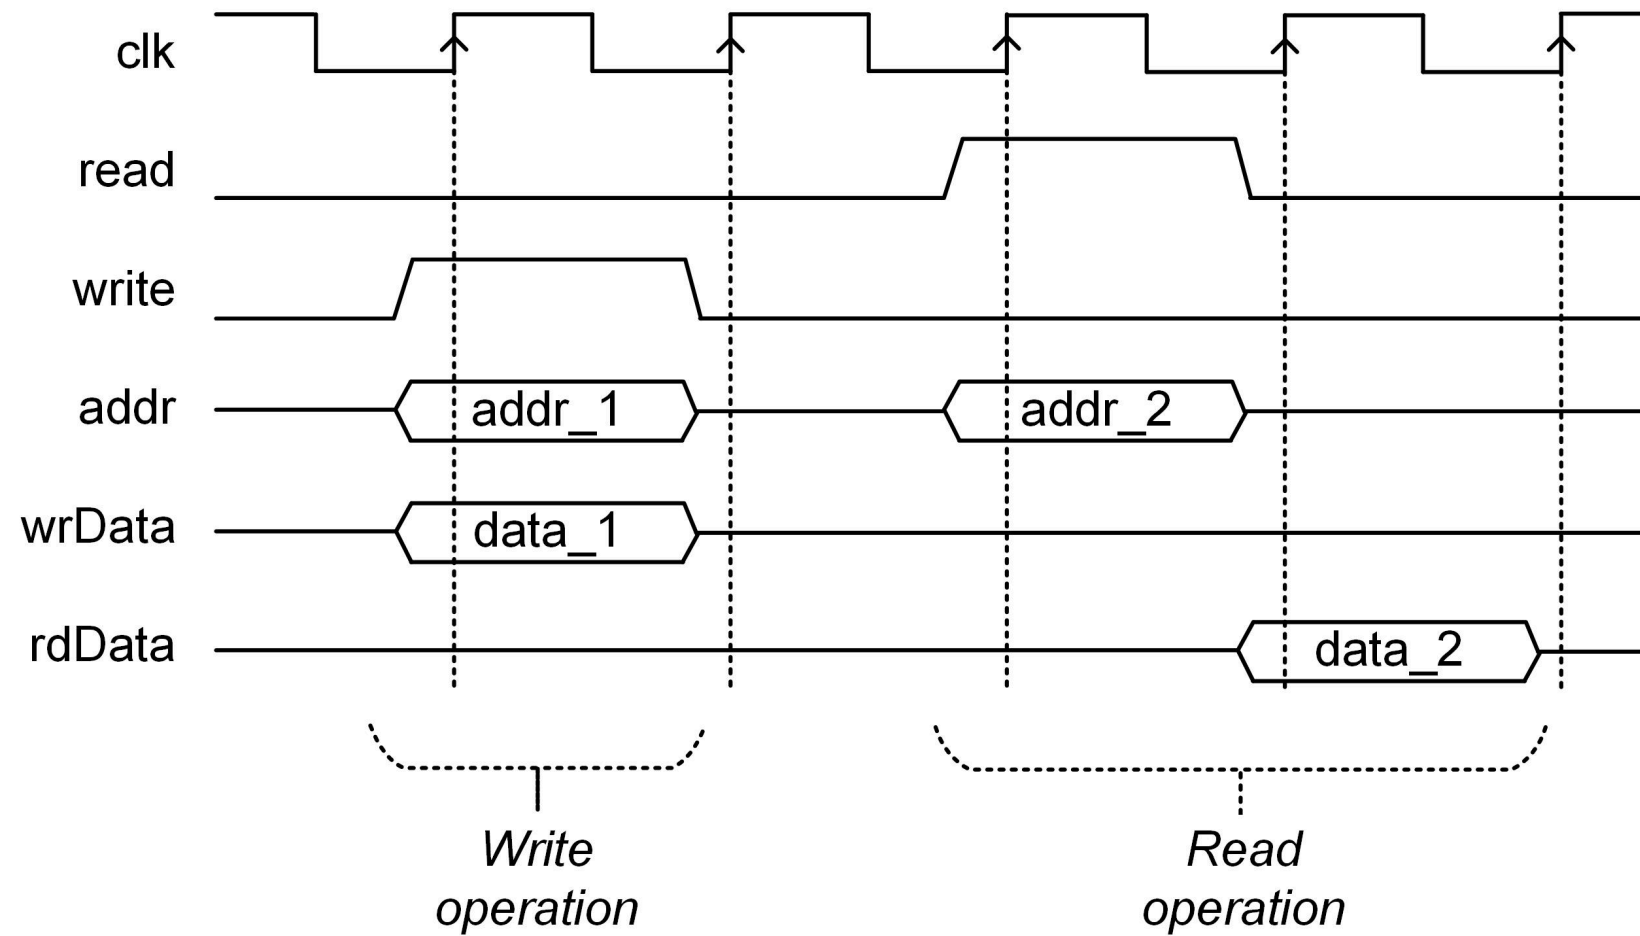 clk
read
write
addr
addr_1
addr_2
wrData
data_1
rdData
data_2
Write
operation
Read
operation